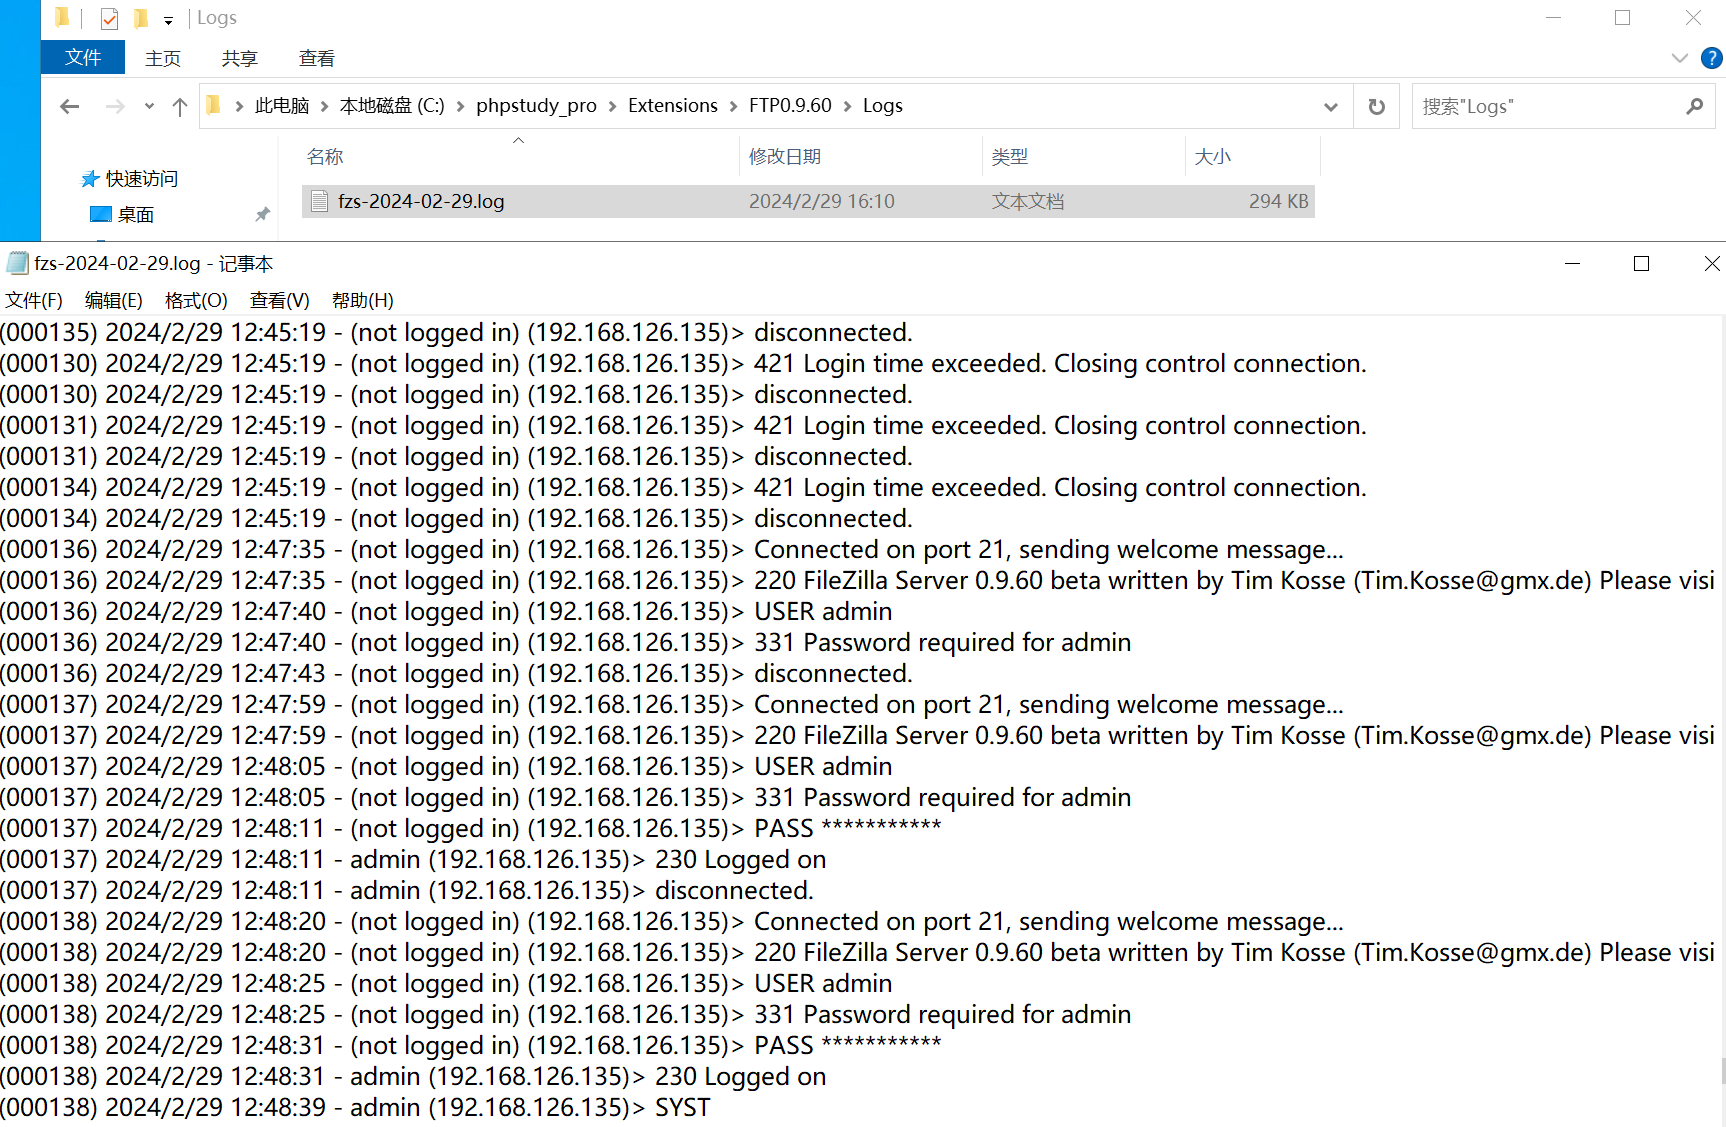 Logs
文件 主页 共享 查看
此电脑 本地磁盘 (C:) phpstudy_pro Extensions FTP0.9.60 Logs 搜索"Logs"
名称 修改日期 类型 大小
快速访问
fzs-2024-02-29.log 2024/2/29 16:10 文本文档 294 KB
桌面
fzs-2024-02-29.log - 记事本
文件(F) 编辑(E) 格式(O) 查看(V) 帮助(H)
(000135) 2024/2/29 12:45:19 - (not logged in) (192.168.126.135)> disconnected.
(000130) 2024/2/29 12:45:19 - (not logged in) (192.168.126.135)> 421 Login time exceeded. Closing control connection.
(000130) 2024/2/29 12:45:19 - (not logged in) (192.168.126.135)> disconnected.
(000131) 2024/2/29 12:45:19 - (not logged in) (192.168.126.135)> 421 Login time exceeded. Closing control connection.
(000131) 2024/2/29 12:45:19 - (not logged in) (192.168.126.135)> disconnected.
(000134) 2024/2/29 12:45:19 - (not logged in) (192.168.126.135)> 421 Login time exceeded. Closing control connection.
(000134) 2024/2/29 12:45:19 - (not logged in) (192.168.126.135)> disconnected.
(000136) 2024/2/29 12:47:35 - (not logged in) (192.168.126.135)> Connected on port 21, sending welcome message...
(000136) 2024/2/29 12:47:35 - (not logged in) (192.168.126.135)> 220 FileZilla Server 0.9.60 beta written by Tim Kosse (Tim.Kosse@gmx.de) Please visi
(000136) 2024/2/29 12:47:40 - (not logged in) (192.168.126.135)> USER admin
(000136) 2024/2/29 12:47:40 - (not logged in) (192.168.126.135)> 331 Password required for admin
(000136) 2024/2/29 12:47:43 - (not logged in) (192.168.126.135)> disconnected.
(000137) 2024/2/29 12:47:59 - (not logged in) (192.168.126.135)> Connected on port 21, sending welcome message...
(000137) 2024/2/29 12:47:59 - (not logged in) (192.168.126.135)> 220 FileZilla Server 0.9.60 beta written by Tim Kosse (Tim.Kosse@gmx.de) Please visi
(000137) 2024/2/29 12:48:05 - (not logged in) (192.168.126.135)> USER admin
(000137) 2024/2/29 12:48:05 - (not logged in) (192.168.126.135)> 331 Password required for admin
(000137) 2024/2/29 12:48:11 - (not logged in) (192.168.126.135)> PASS ***********
(000137) 2024/2/29 12:48:11 - admin (192.168.126.135)> 230 Logged on
(000137) 2024/2/29 12:48:11 - admin (192.168.126.135)> disconnected.
(000138) 2024/2/29 12:48:20 - (not logged in) (192.168.126.135)> Connected on port 21, sending welcome message...
(000138) 2024/2/29 12:48:20 - (not logged in) (192.168.126.135)> 220 FileZilla Server 0.9.60 beta written by Tim Kosse (Tim.Kosse@gmx.de) Please visi
(000138) 2024/2/29 12:48:25 - (not logged in) (192.168.126.135)> USER admin
(000138) 2024/2/29 12:48:25 - (not logged in) (192.168.126.135)> 331 Password required for admin
(000138) 2024/2/29 12:48:31 - (not logged in) (192.168.126.135)> PASS ***********
(000138) 2024/2/29 12:48:31 - admin (192.168.126.135)> 230 Logged on
(000138) 2024/2/29 12:48:39 - admin (192.168.126.135)> SYST